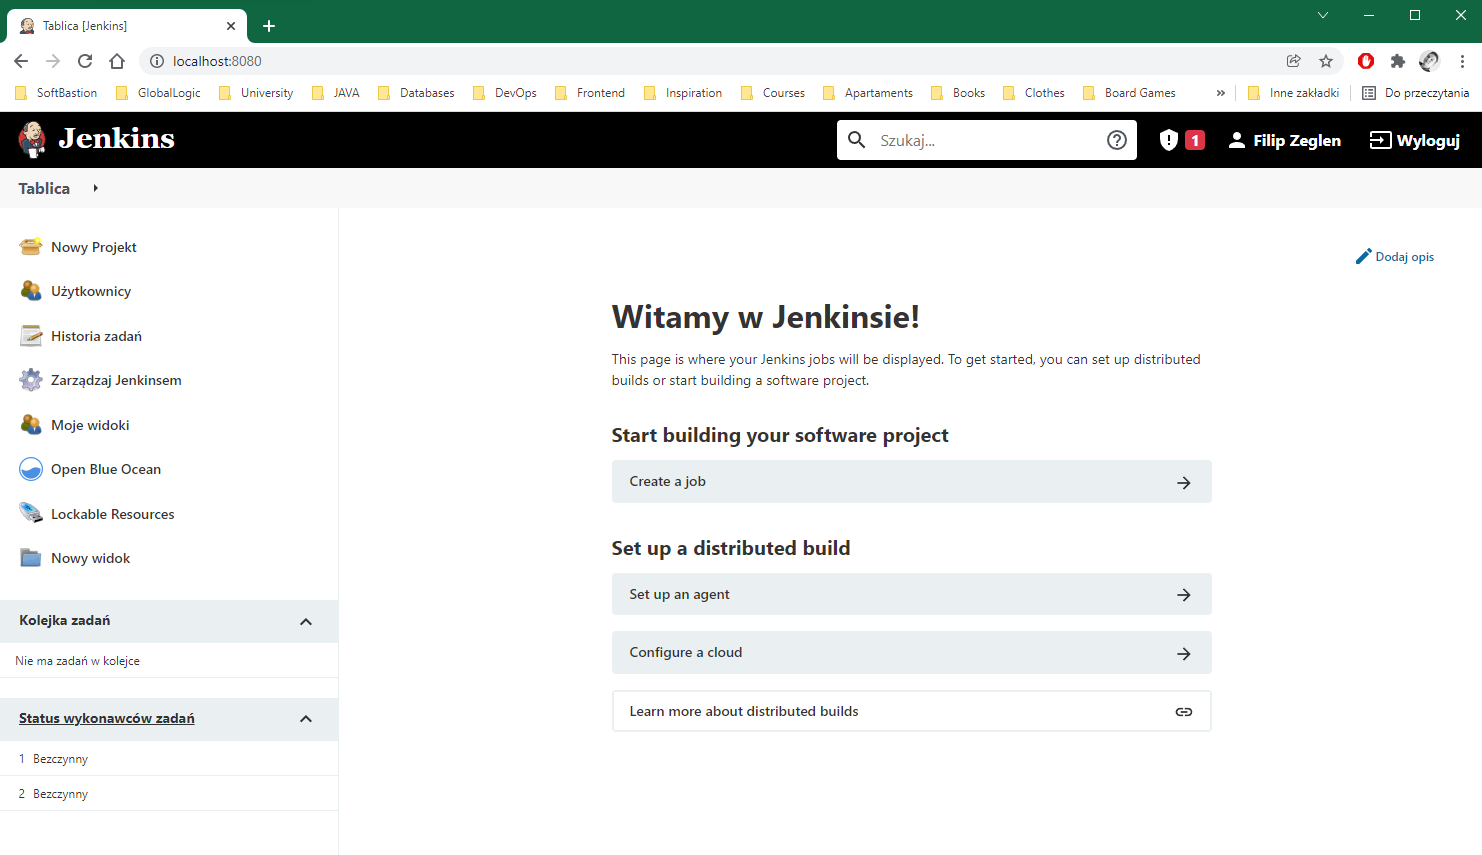 Tablica [Jenkins]
localhost:8080
SoftBastion GlobalLogic University JAVA Databases DevOps Frontend Inspiration Courses Apartaments Books Clothes Board Games » Inne zakładki Do przeczytania
Jenkins
Szukaj...
1
Filip Zeglen
Wyloguj
Tablica
Nowy Projekt
Użytkownicy
Historia zadań
Zarządzaj Jenkinsem
Moje widoki
Open Blue Ocean
Lockable Resources
Nowy widok
Kolejka zadań
Nie ma zadań w kolejce
Status wykonawców zadań
1 Bezczynny
2 Bezczynny
Dodaj opis
Witamy w Jenkinsie!
This page is where your Jenkins jobs will be displayed. To get started, you can set up distributed
builds or start building a software project.
Start building your software project
Create a job
Set up a distributed build
Set up an agent
Configure a cloud
Learn more about distributed builds